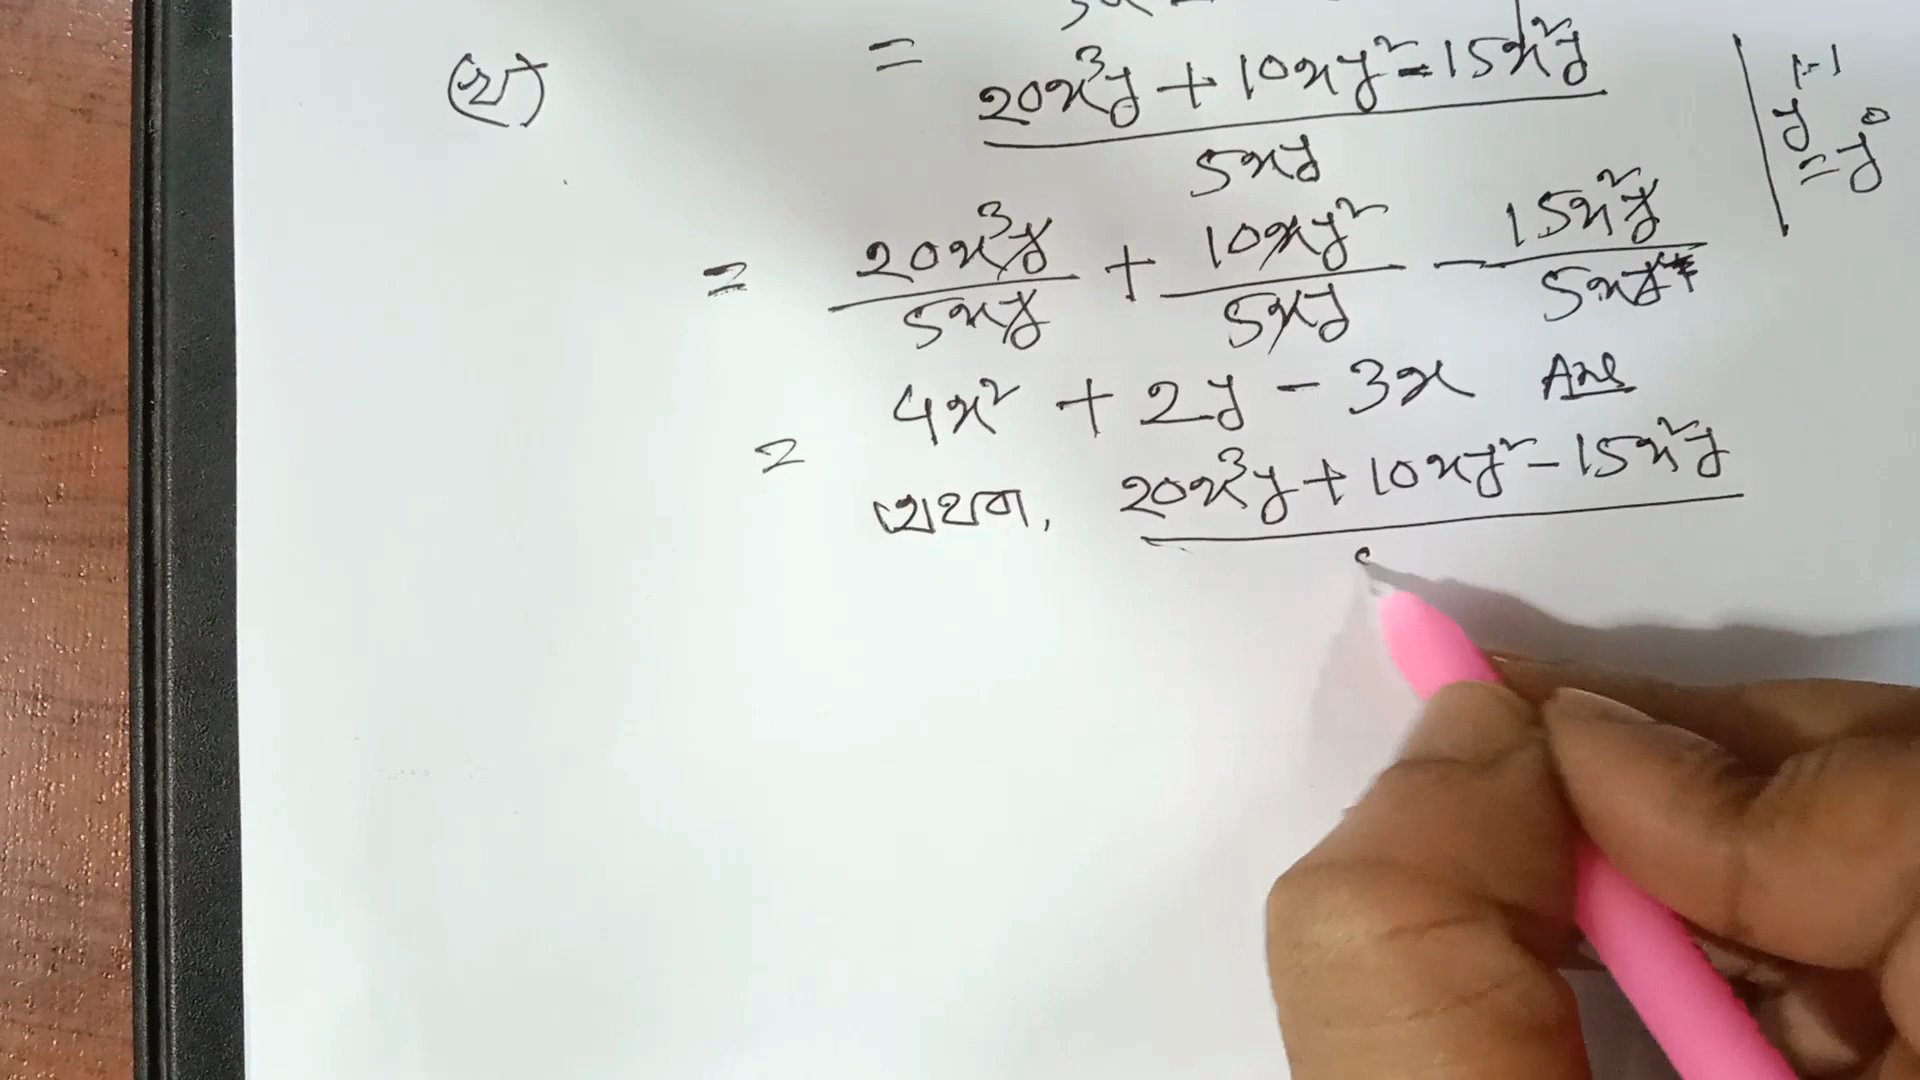 (২) = 20x³y + 10xy² - 15x²y
5xy
= 20x³y/5xy + 10xy²/5xy - 15x²y/5xy
= 4x² + 2y - 3x Ans
অথবা, 20x³y + 10xy² - 15x²y
y¹⁻¹
= y⁰